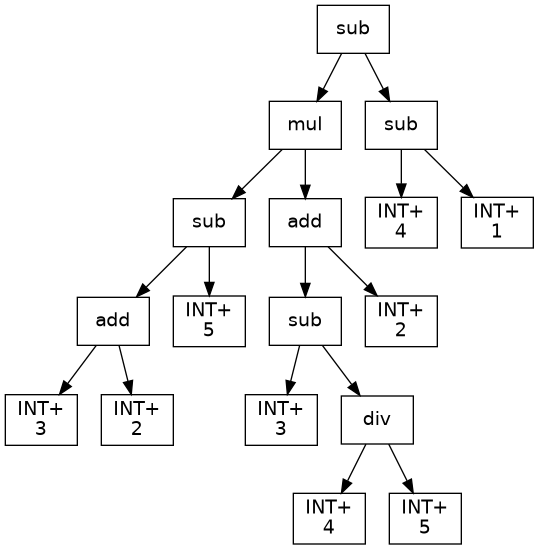 sub
mul
sub
sub
add
INT+
4
INT+
1
add
INT+
5
sub
INT+
2
INT+
3
INT+
2
INT+
3
div
INT+
4
INT+
5